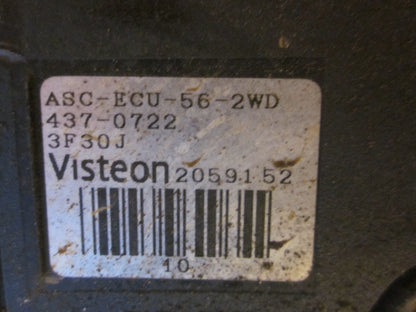 ASC-ECU-56-2WD
437-0722
3F30J
Visteon 2059152
10